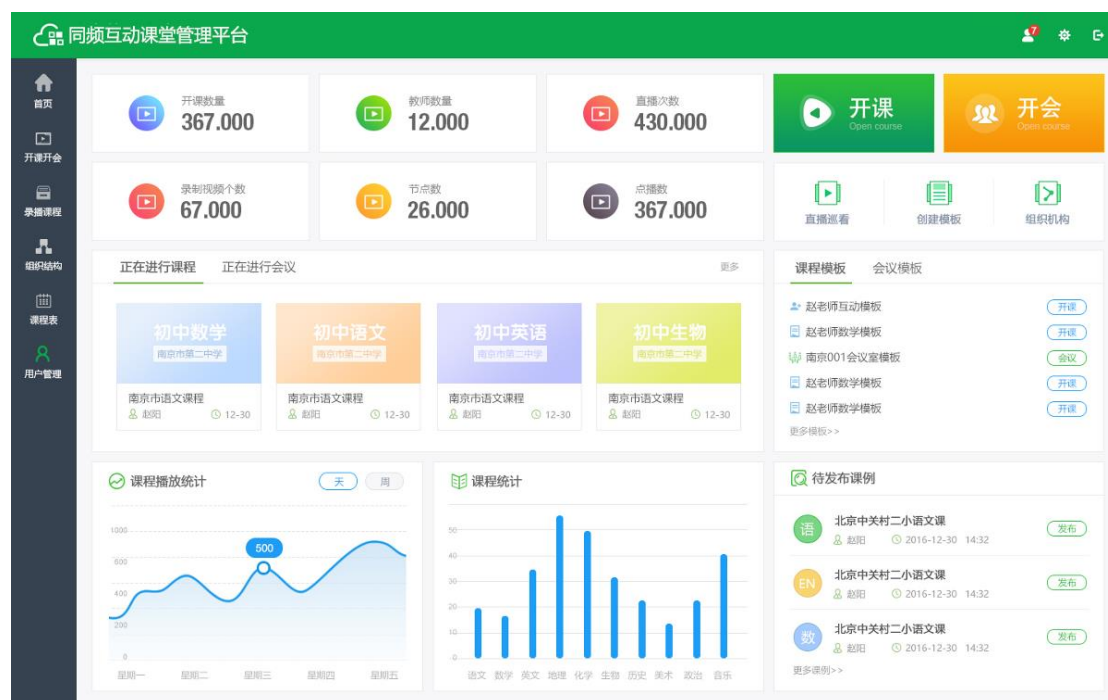 同频互动课堂管理平台
7
首页
开课开会
录播课程
组织结构
课程表
用户管理
开课数量
367.000
教师数量
12.000
直播次数
430.000
开课
Open course
开会
Open course
录制视频个数
67.000
节点数
26.000
点播数
367.000
直播巡看
创建模板
组织机构
正在进行课程
正在进行会议
更多
初中数学
南京市第二中学
南京市语文课程
赵阳
12-30
初中语文
南京市第二中学
南京市语文课程
赵阳
12-30
初中英语
南京市第二中学
南京市语文课程
赵阳
12-30
初中生物
南京市第二中学
南京市语文课程
赵阳
12-30
课程模板
会议模板
赵老师互动模板
开课
赵老师数学模板
开课
南京001会议室模板
会议
赵老师数学模板
开课
赵老师数学模板
开课
更多模板>>
课程播放统计
天
周
1000
600
400
200
0
500
星期一
星期二
星期三
星期四
星期五
课程统计
50
40
30
20
10
0
语文
数学
英文
地理
化学
生物
历史
美术
政治
音乐
待发布课例
语
北京中关村二小语文课
赵阳
2016-12-30 14:32
发布
EN
北京中关村二小语文课
赵阳
2016-12-30 14:32
发布
数
北京中关村二小语文课
赵阳
2016-12-30 14:32
发布
更多课例>>